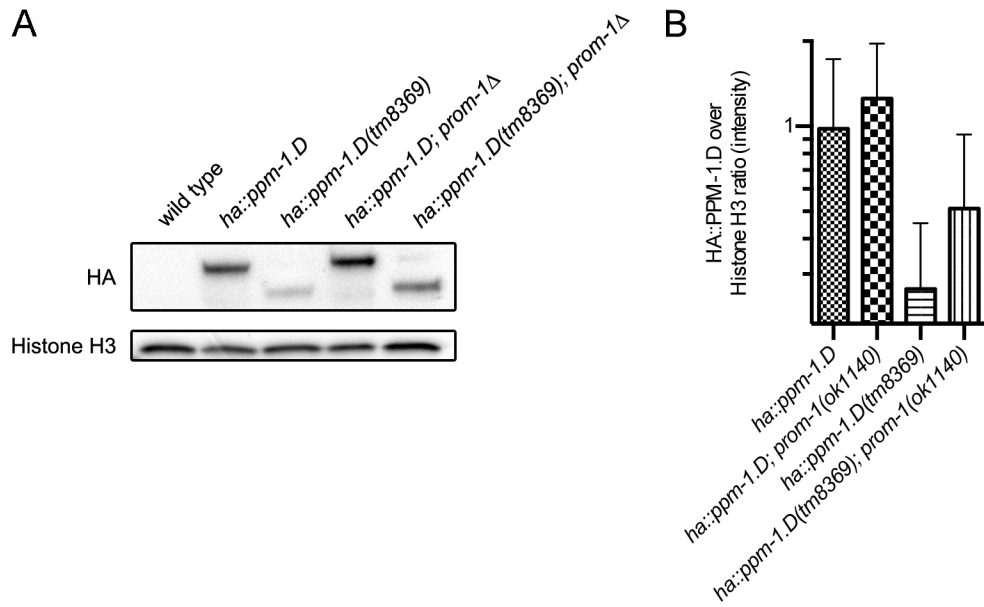 A
wild type
ha::ppm-1.D
ha::ppm-1.D(tm8369)
ha::ppm-1.D; prom-1Δ
ha::ppm-1.D(tm8369); prom-1Δ
HA
Histone H3
B
HA::PPM-1.D over
Histone H3 ratio (intensity)
1
ha::ppm-1.D
ha::ppm-1.D; prom-1(ok1140)
ha::ppm-1.D(tm8369)
ha::ppm-1.D(tm8369); prom-1(ok1140)